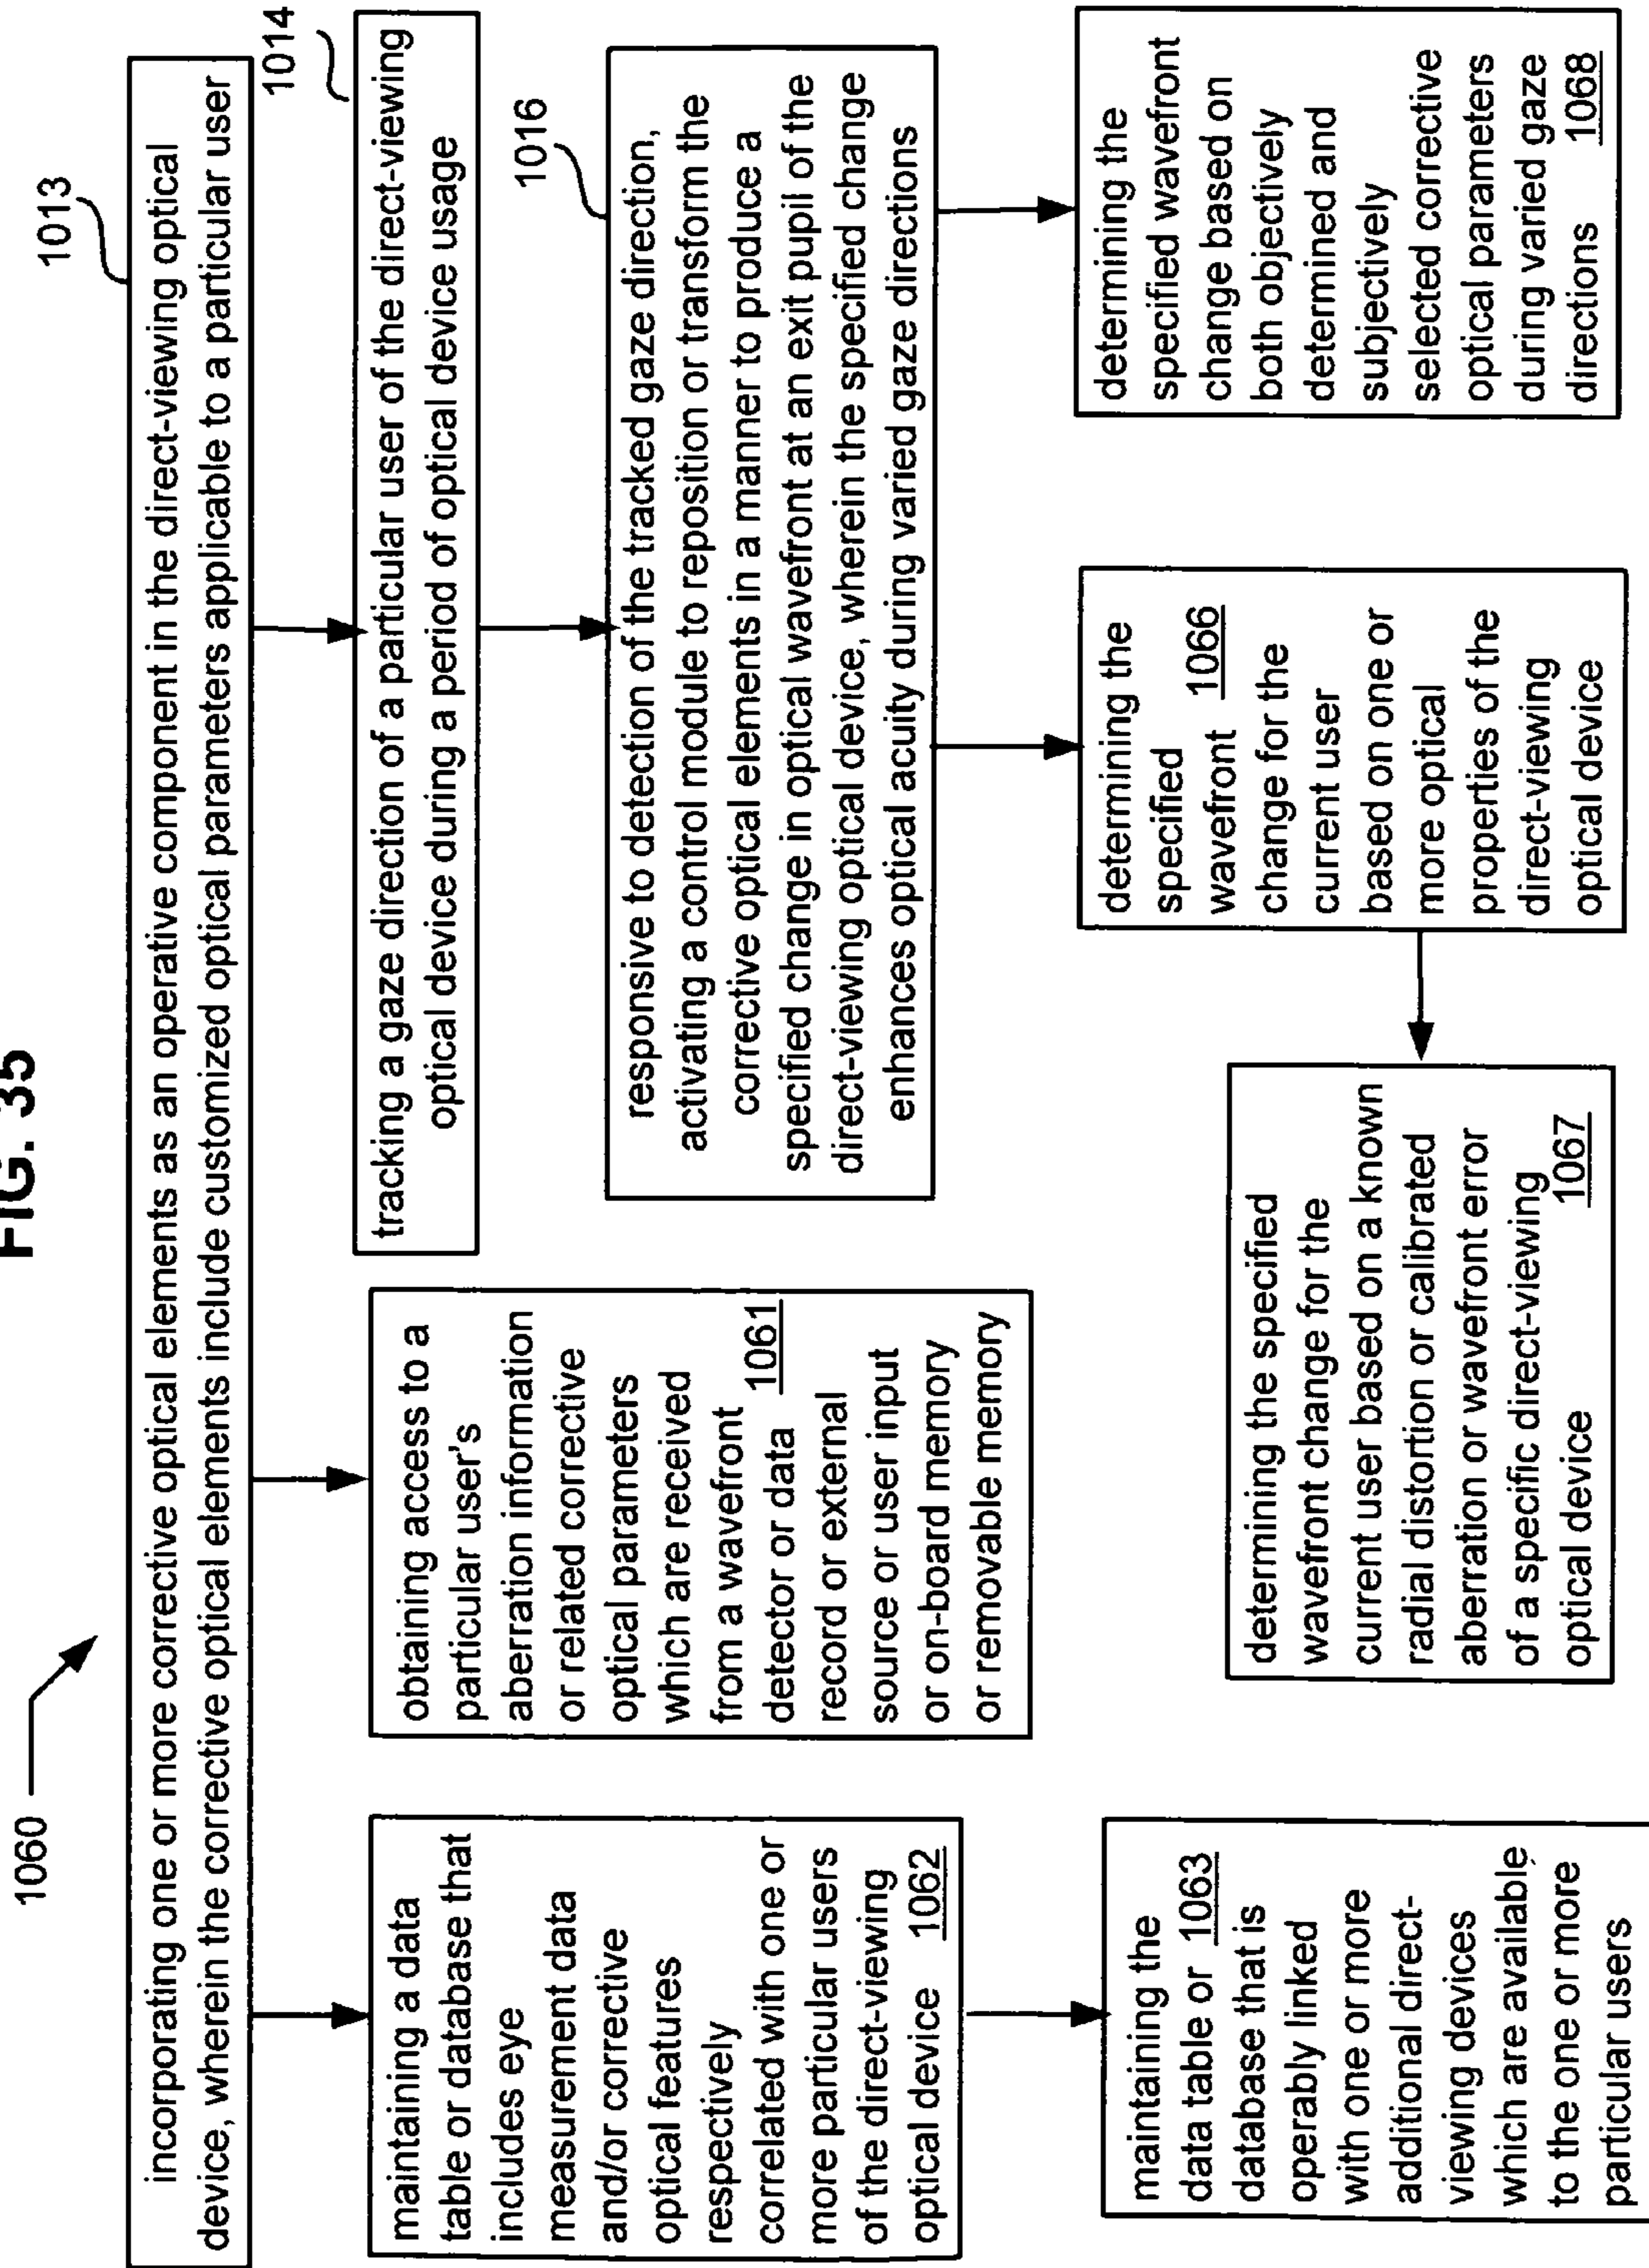 FIG. 35
1060
1013
incorporating one or more corrective optical elements as an operative component in the direct-viewing optical
device, wherein the corrective optical elements include customized optical parameters applicable to a particular user
1014
tracking a gaze direction of a particular user of the direct-viewing
optical device during a period of optical device usage
1016
responsive to detection of the tracked gaze direction,
activating a control module to reposition or transform the
corrective optical elements in a manner to produce a
specified change in optical wavefront at an exit pupil of the
direct-viewing optical device, wherein the specified change
enhances optical acuity during varied gaze directions
maintaining a data
table or database that
includes eye
measurement data
and/or corrective
optical features
respectively
correlated with one or
more particular users
of the direct-viewing
optical device 1062
obtaining access to a
particular user's
aberration information
or related corrective
optical parameters
which are received
from a wavefront
detector or data 1061
record or external
source or user input
or on-board memory
or removable memory
maintaining the
data table or 1063
database that is
operably linked
with one or more
additional direct-
viewing devices
which are available
to the one or more
particular users
determining the specified
wavefront change for the
current user based on a known
radial distortion or calibrated
aberration or wavefront error
of a specific direct-viewing
optical device 1067
determining the
specified
wavefront 1066
change for the
current user
based on one or
more optical
properties of the
direct-viewing
optical device
determining the
specified wavefront
change based on
both objectively
determined and
subjectively
selected corrective
optical parameters
during varied gaze
directions 1068